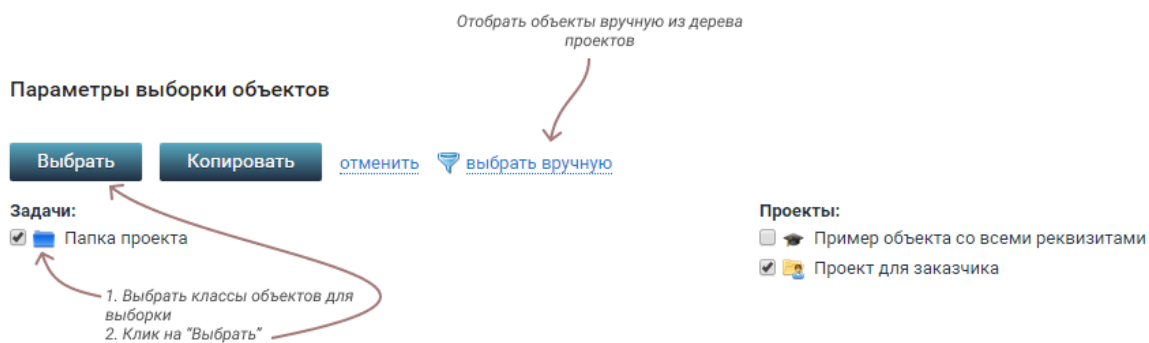 Отобрать объекты вручную из дерева
проектов
Параметры выборки объектов
Выбрать Копировать отменить выбрать вручную
Задачи: Проекты:
Папка проекта Пример объекта со всеми реквизитами
Проект для заказчика
1. Выбрать классы объектов для
выборки
2. Клик на "Выбрать"